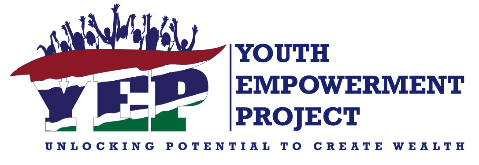 YEP
YOUTH
EMPOWERMENT
PROJECT
UNLOCKING POTENTIAL TO CREATE WEALTH